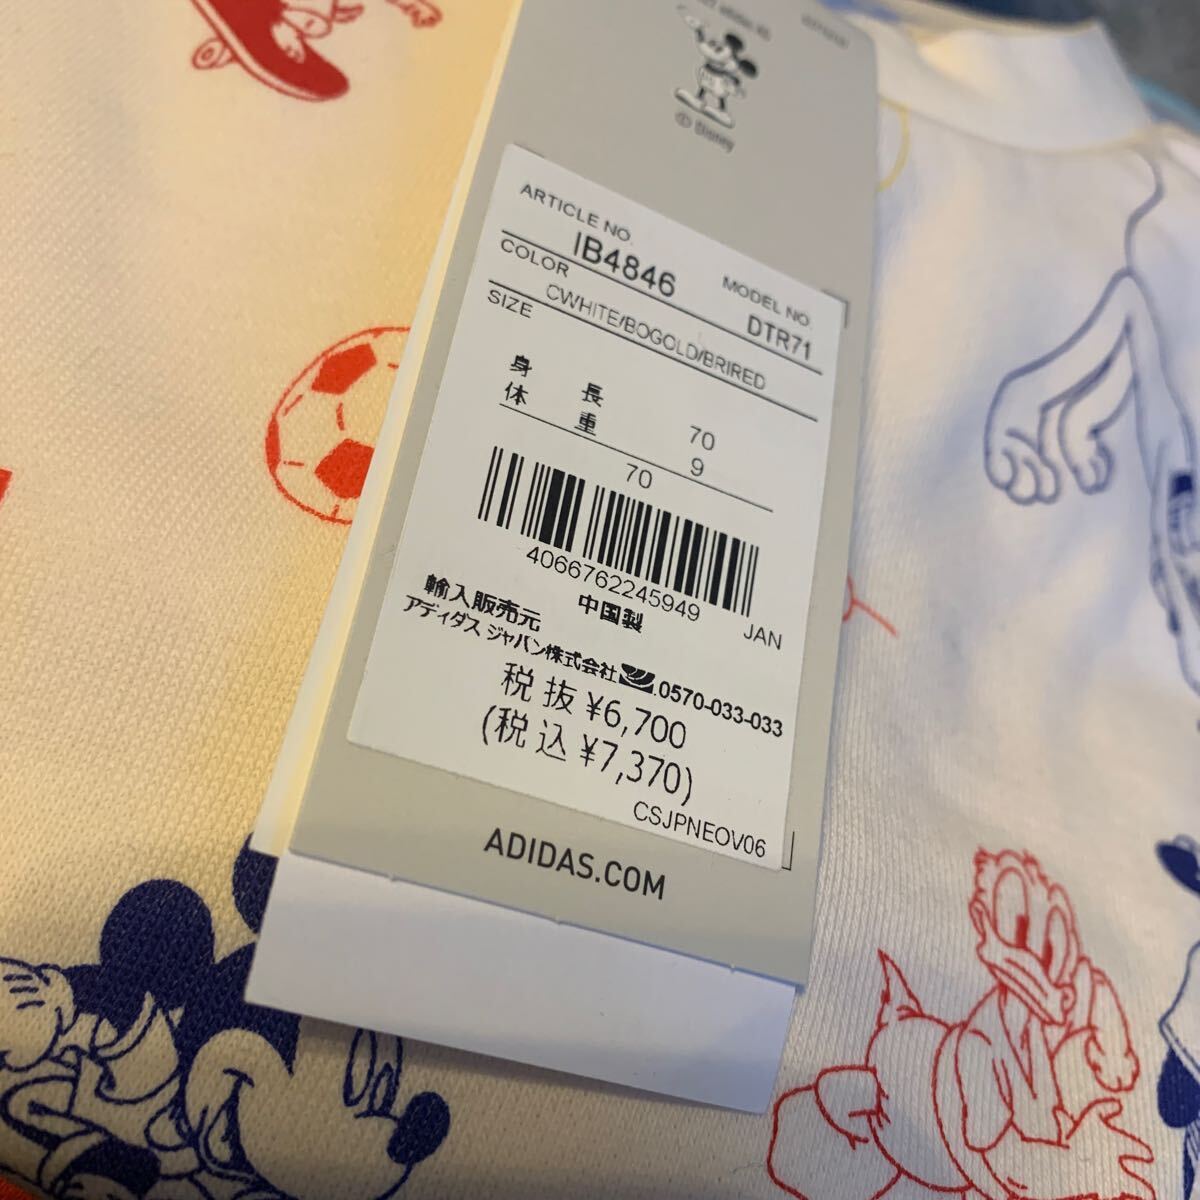 © Disney
ARTICLE NO.
IB4846
MODEL NO.
DTR71
COLOR
CWHITE/BOGOLD/BRIRED
SIZE
身長 70
体重 9
70
4066762245949
JAN
中国製
輸入販売元
アディダス ジャパン株式会社
0570-033-033
税抜 ¥6,700
(税込 ¥7,370)
CSJPNEOV06
ADIDAS.COM